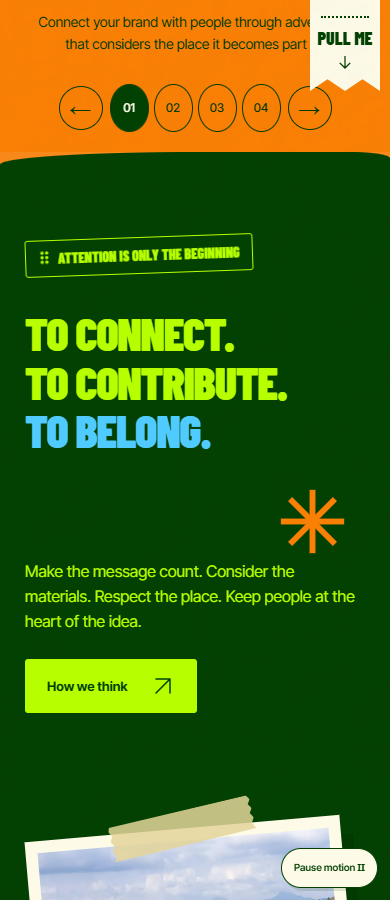 Connect your brand with people through
that considers the place it becomes part
PULL ME
↓
← 01 02 03 04 →
ATTENTION IS ONLY THE BEGINNING
TO CONNECT.
TO CONTRIBUTE.
TO BELONG.
Make the message count. Consider the
materials. Respect the place. Keep people at the
heart of the idea.
How we think
Pause motion II